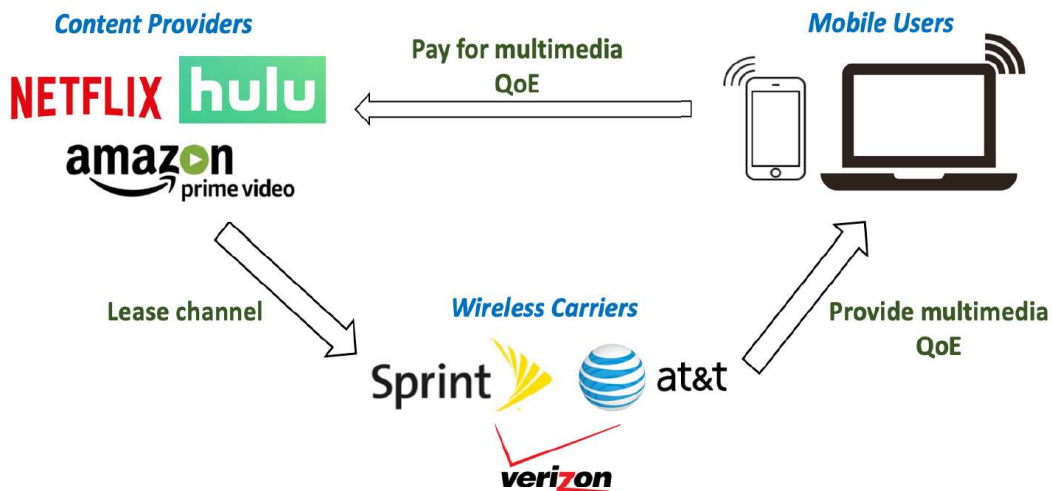 Content Providers
Mobile Users
Pay for multimedia
QoE
NETFLIX
hulu
amazon
prime video
Lease channel
Wireless Carriers
Provide multimedia
QoE
Sprint
at&t
verizon